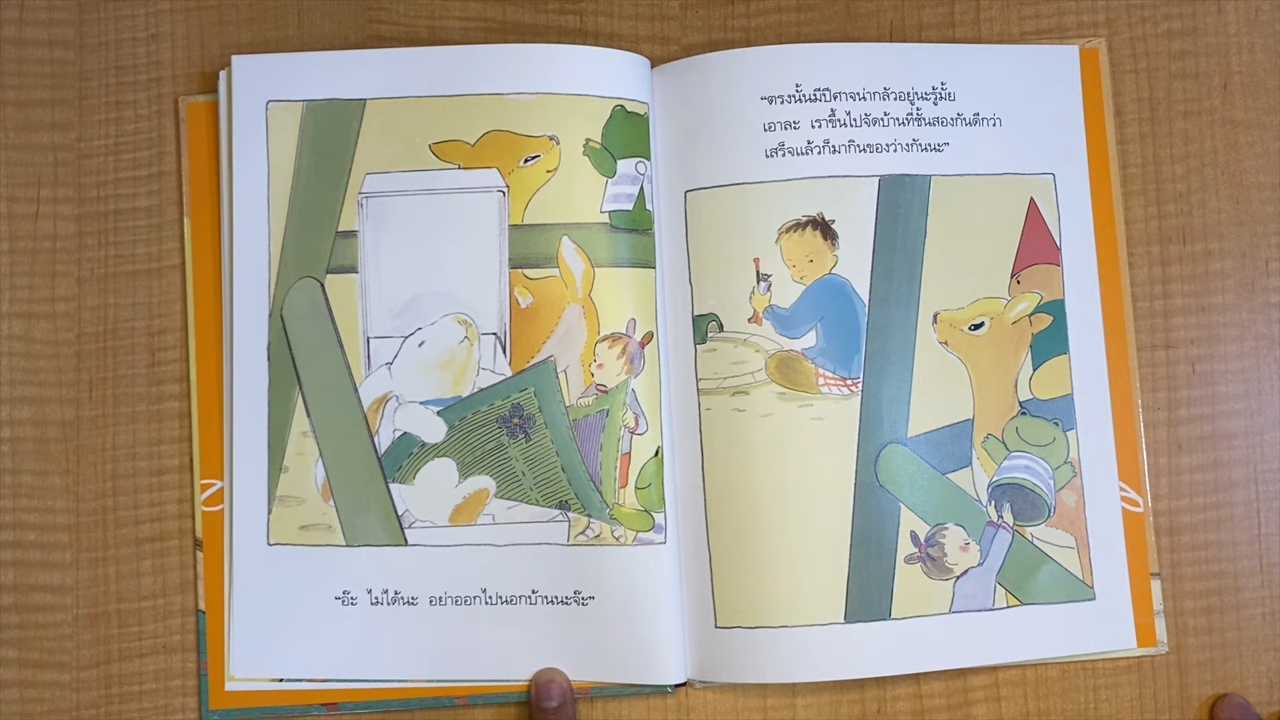 “อ๊ะ ไม่ได้นะ อย่าออกไปนอกบ้านนะจ๊ะ”
“ตรงนั้นมีปีศาจน่ากลัวอยู่นะรู้มั้ย
เอาละ เราขึ้นไปจัดบ้านที่ชั้นสองกันดีกว่า
เสร็จแล้วก็มากินของว่างกันนะ”